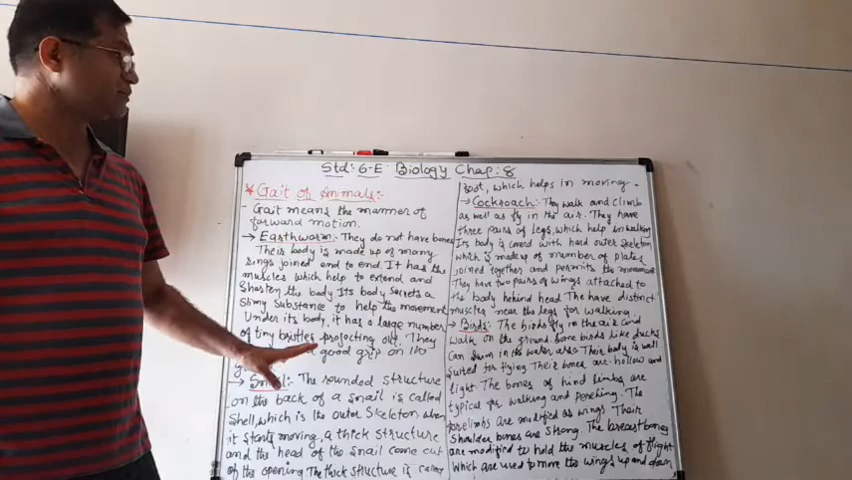 Std:- 6-E Biology Chap:- 8
* Gait of Animals:-
- Gait means the manner of
forward motion.
→ Earthworm:- They do not have bones
Their body is made up of many
rings joined end to end. It has the
muscles which help to extend and
Shorten the body Its body Secrets a
Slimy Substance to help the movement
Under its body, it has a large number
of tiny bristles projecting out. They
a good grip on its
→ Snail:- The rounded Structure
on the back of a snail is called
Shell, which is the outer Skeleton when
it starts moving, a thick structure
and the head of the snail come out
of the opening. The thick structure is called
foot, which helps in moving.
→ Cockroach:- They walk and climb
as well as fly in the air. They have
three pairs of legs, which help in walking
Its body is coverd with hard outer skeleton
which is made up of number of plates
joined together and permits the movement
They have two pairs of wings attached to
the body behind head The have distinct
muscles near the legs for walking
→ Birds:- The birds fly in the air and
walk on the ground. Some birds like ducks
Can Swim in the water also Their body is well
Suited for flying Their bones are hollow and
light. The bones of hind limbs are
typical for walking and perching. The
forelimbs are modified as wings Their
Shoulder bones are Strong. The breast bones
are modified to hold the muscles of flight
which are used to move the wings up and down